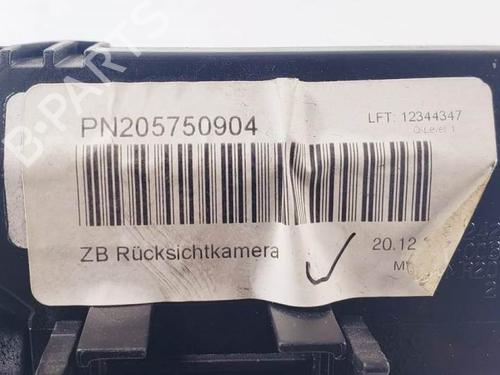 B-PARTS
PN205750904
LFT: 12344347
Q-Level 1
ZB Rücksichtkamera
20.12